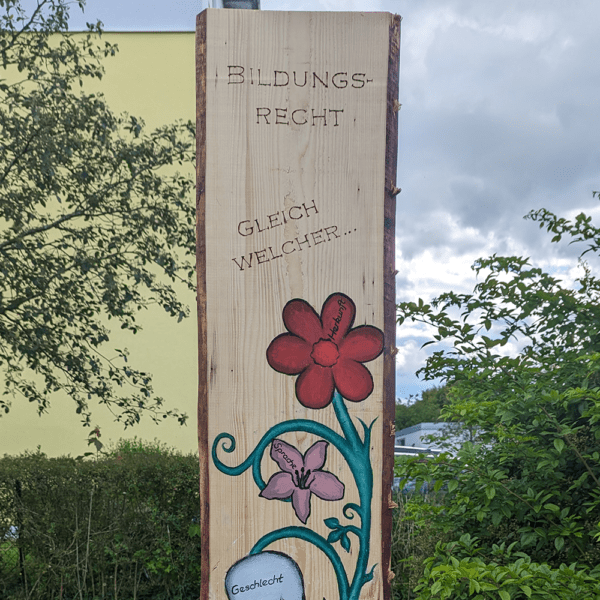 BILDUNGS-
RECHT
GLEICH
WELCHER...
Herkunft
Sprache
Geschlecht